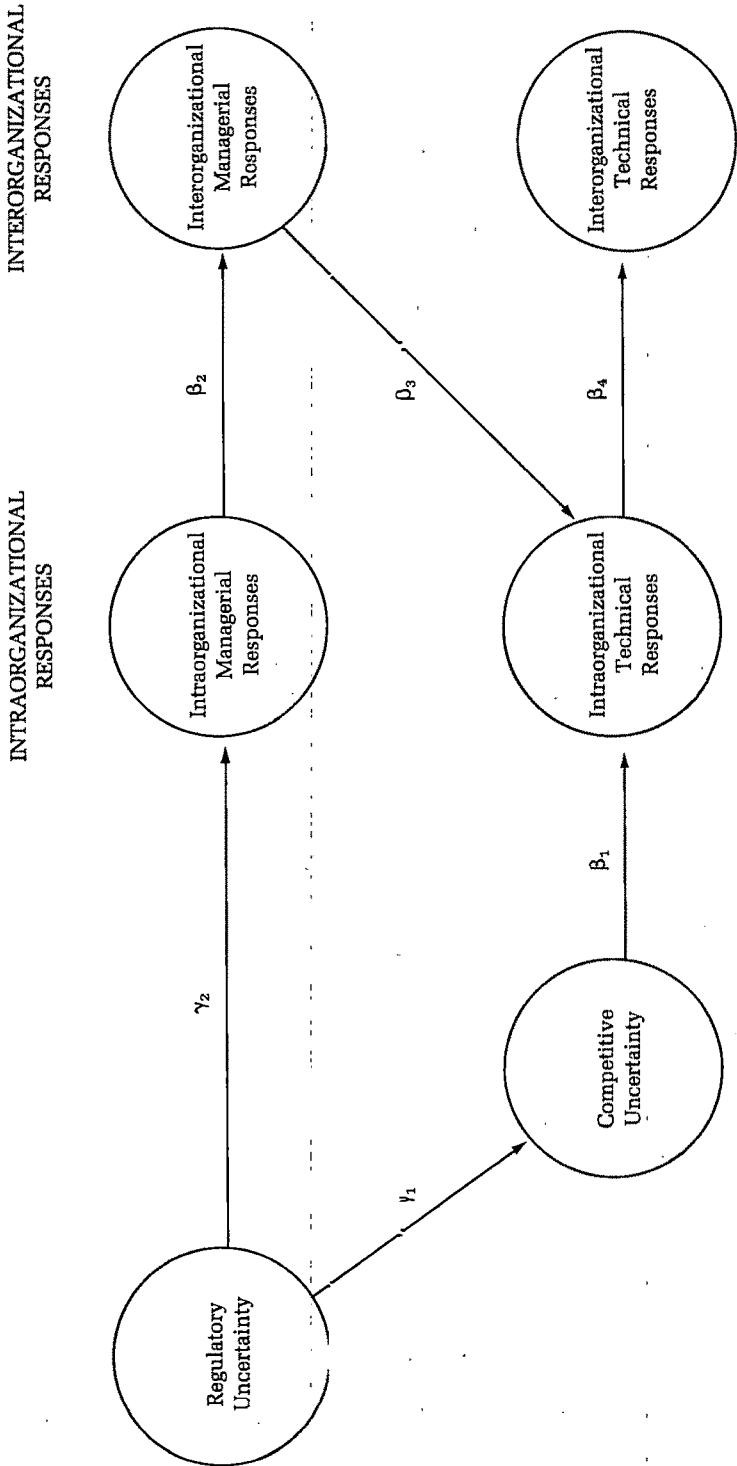 INTRAORGANIZATIONAL
RESPONSES
INTERORGANIZATIONAL
RESPONSES
Regulatory
Uncertainty
γ₂
Intraorganizational
Managerial
Responses
β₂
Interorganizational
Managerial
Rosponses
γ₁
β₃
Competitive
Uncertainty
β₁
Intraorganizational
Technical
Responses
β₄
Interorganizational
Technical
Responses